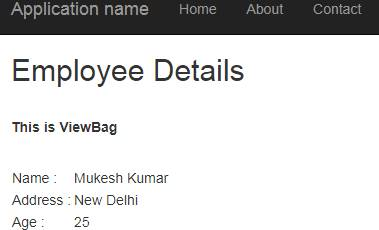 Application name Home About Contact
Employee Details
This is ViewBag
Name : Mukesh Kumar
Address : New Delhi
Age : 25